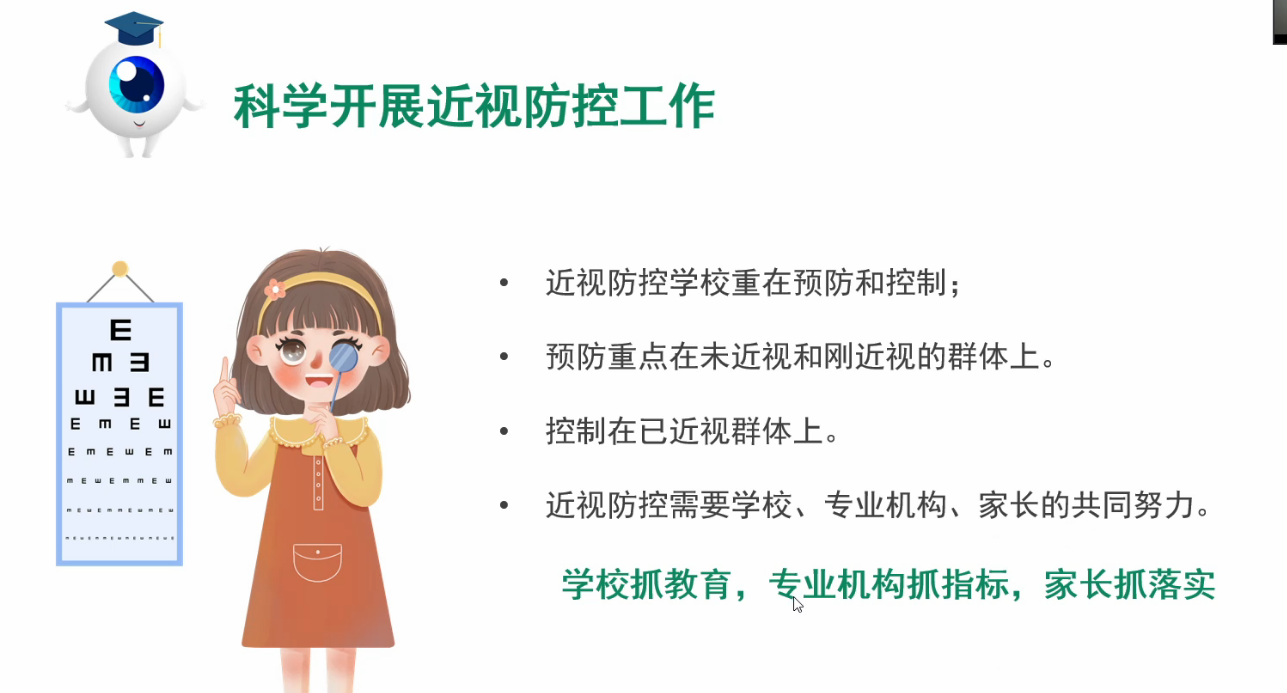 科学开展近视防控工作
近视防控学校重在预防和控制；
预防重点在未近视和刚近视的群体上。
控制在已近视群体上。
近视防控需要学校、专业机构、家长的共同努力。
学校抓教育，专业机构抓指标，家长抓落实